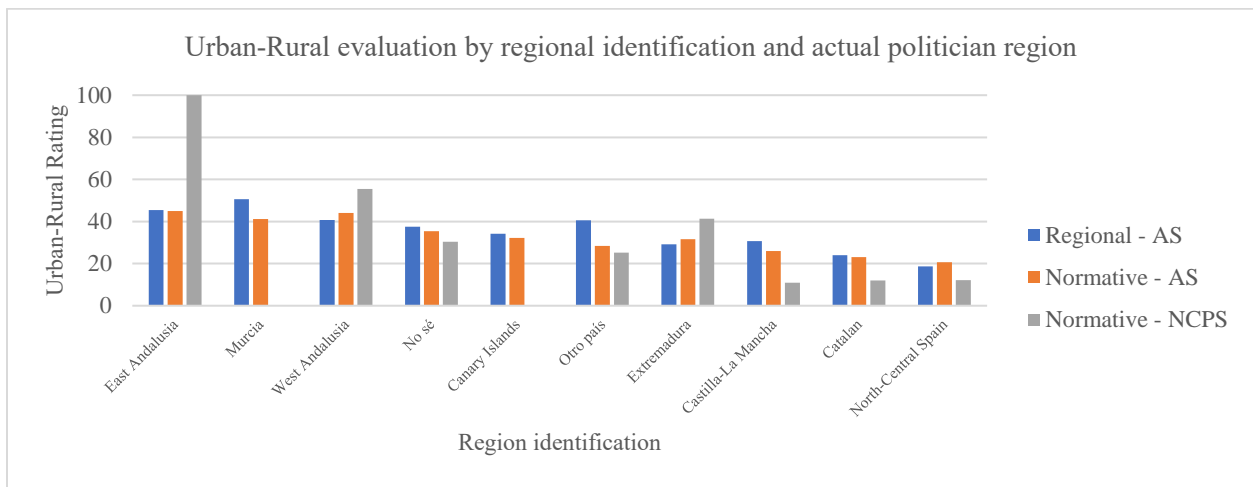 Urban-Rural evaluation by regional identification and actual politician region
Urban-Rural Rating
100
80
60
40
20
0
East Andalusia
Murcia
West Andalusia
No sé
Canary Islands
Otro país
Extremadura
Castilla-La Mancha
Catalan
North-Central Spain
Region identification
Regional - AS
Normative - AS
Normative - NCPS